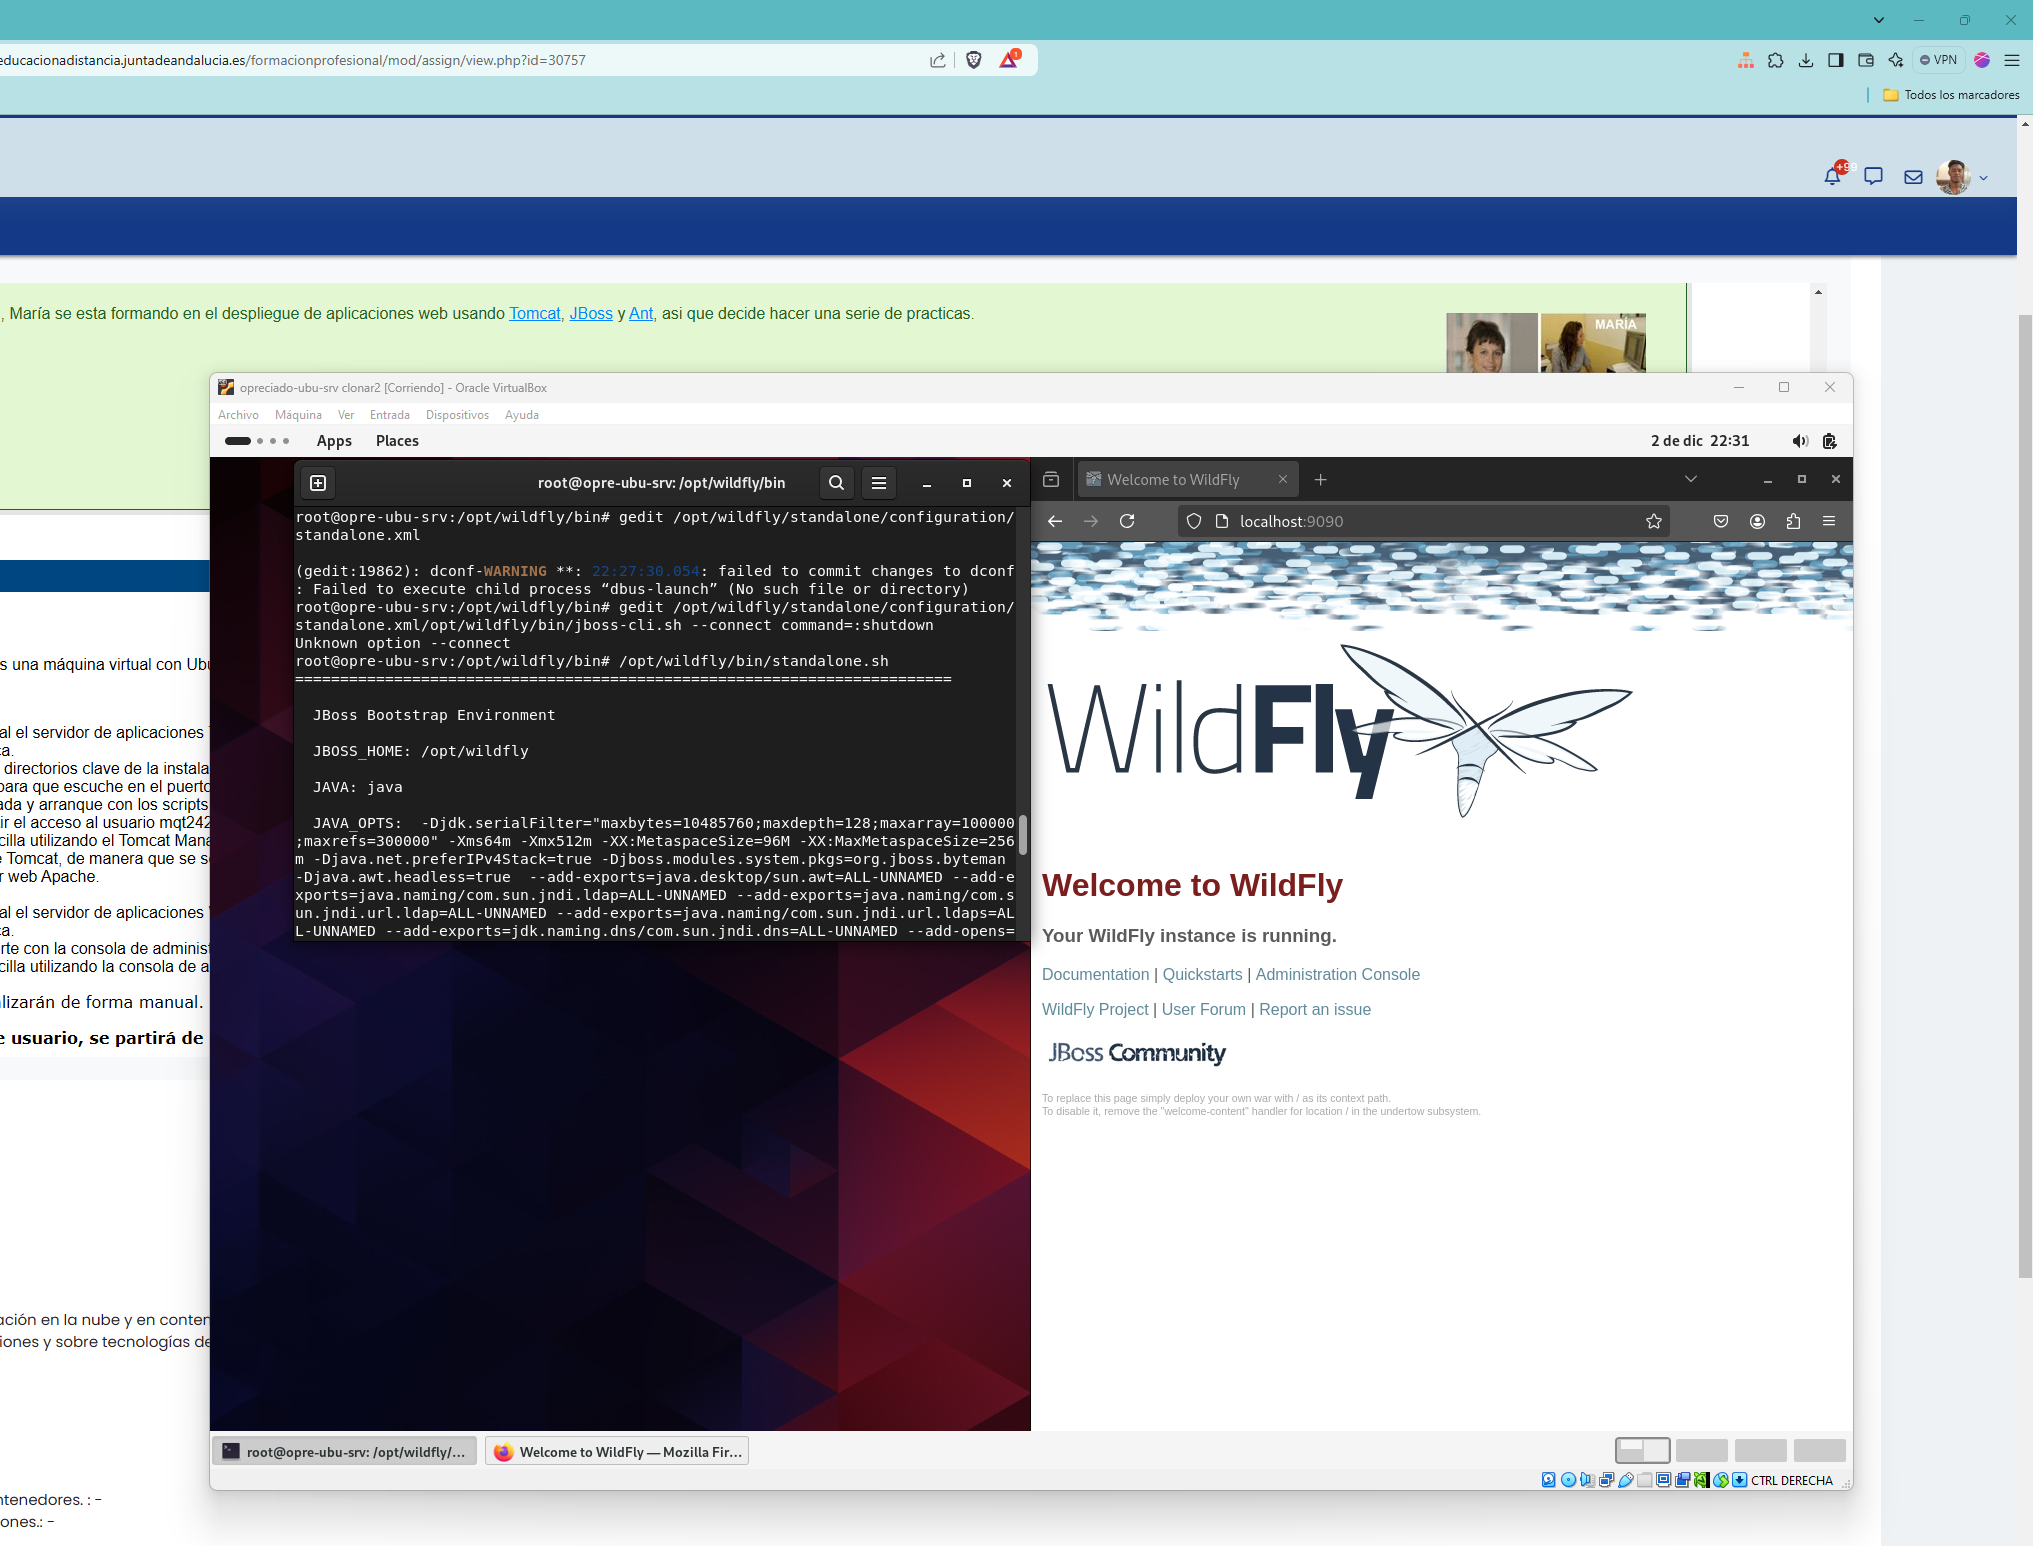 educacionadistancia.juntadeandalucia.es/formacionprofesional/mod/assign/view.php?id=30757
1
VPN
Todos los marcadores
, María se esta formando en el despliegue de aplicaciones web usando Tomcat, JBoss y Ant, asi que decide hacer una serie de practicas.
MARÍA
opreciado-ubu-srv clonar2 [Corriendo] - Oracle VirtualBox
Archivo Máquina Ver Entrada Dispositivos Ayuda
Apps Places
2 de dic 22:31
root@opre-ubu-srv: /opt/wildfly/bin
root@opre-ubu-srv:/opt/wildfly/bin# gedit /opt/wildfly/standalone/configuration/
standalone.xml
(gedit:19862): dconf-WARNING **: 22:27:30.054: failed to commit changes to dconf
: Failed to execute child process “dbus-launch” (No such file or directory)
root@opre-ubu-srv:/opt/wildfly/bin# gedit /opt/wildfly/standalone/configuration/
standalone.xml/opt/wildfly/bin/jboss-cli.sh --connect command=:shutdown
Unknown option --connect
root@opre-ubu-srv:/opt/wildfly/bin# /opt/wildfly/bin/standalone.sh
=========================================================================
JBoss Bootstrap Environment
JBOSS_HOME: /opt/wildfly
JAVA: java
JAVA_OPTS:  -Djdk.serialFilter="maxbytes=10485760;maxdepth=128;maxarray=100000
;maxrefs=300000" -Xms64m -Xmx512m -XX:MetaspaceSize=96M -XX:MaxMetaspaceSize=256
m -Djava.net.preferIPv4Stack=true -Djboss.modules.system.pkgs=org.jboss.byteman
-Djava.awt.headless=true  --add-exports=java.desktop/sun.awt=ALL-UNNAMED --add-e
xports=java.naming/com.sun.jndi.ldap=ALL-UNNAMED --add-exports=java.naming/com.s
un.jndi.url.ldap=ALL-UNNAMED --add-exports=java.naming/com.sun.jndi.url.ldaps=AL
L-UNNAMED --add-exports=jdk.naming.dns/com.sun.jndi.dns=ALL-UNNAMED --add-opens=
Welcome to WildFly
localhost:9090
WildFly
Welcome to WildFly
Your WildFly instance is running.
Documentation | Quickstarts | Administration Console
WildFly Project | User Forum | Report an issue
JBoss Community
To replace this page simply deploy your own war with / as its context path.
To disable it, remove the "welcome-content" handler for location / in the undertow subsystem.
s una máquina virtual con Ubu
al el servidor de aplicaciones
ca.
directorios clave de la instala
para que escuche en el puerto
ada y arranque con los scripts
ir el acceso al usuario mqt242
cilla utilizando el Tomcat Mana
e Tomcat, de manera que se s
r web Apache.
al el servidor de aplicaciones
ca.
rte con la consola de administ
cilla utilizando la consola de a
alizarán de forma manual.
e usuario, se partirá de
ación en la nube y en conten
iones y sobre tecnologías de
ntenedores. : -
ones.: -
root@opre-ubu-srv: /opt/wildfly/...
Welcome to WildFly — Mozilla Fir...
CTRL DERECHA